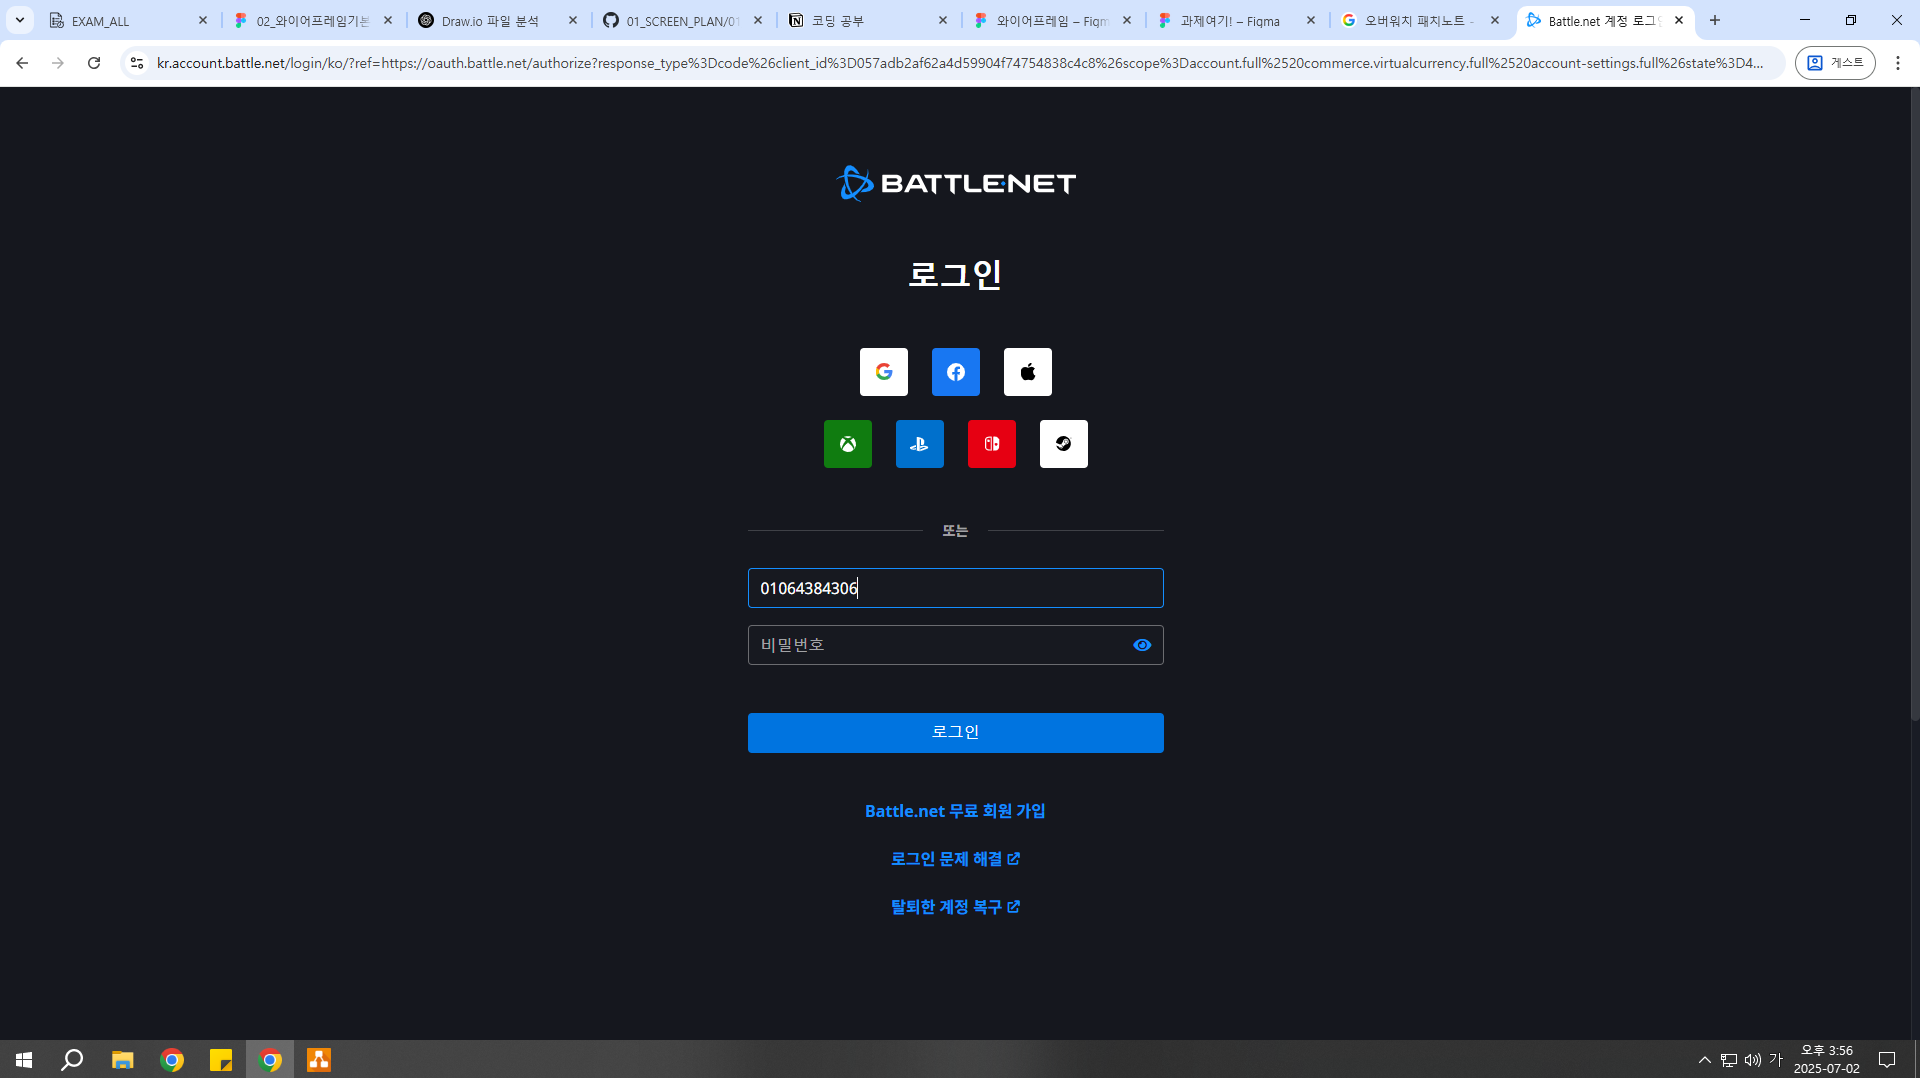 EXAM_ALL
02_와이어프레임기본
Draw.io 파일 분석
01_SCREEN_PLAN/01
코딩 공부
와이어프레임 – Figm
과제여기! – Figma
오버워치 패치노트 -
Battle.net 계정 로그인
kr.account.battle.net/login/ko/?ref=https://oauth.battle.net/authorize?response_type%3Dcode%26client_id%3D057adb2af62a4d59904f74754838c4c8%26scope%3Daccount.full%2520commerce.virtualcurrency.full%2520account-settings.full%26state%3D4...
게스트
BATTLE.NET
로그인
또는
01064384306
비밀번호
로그인
Battle.net 무료 회원 가입
로그인 문제 해결
탈퇴한 계정 복구
가
오후 3:56
2025-07-02